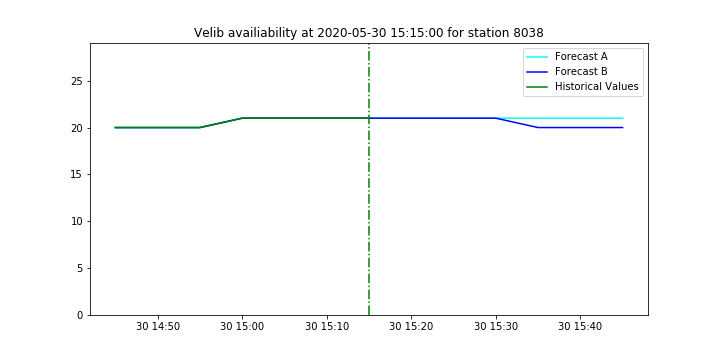 Velib availiability at 2020-05-30 15:15:00 for station 8038
Forecast A
Forecast B
Historical Values
25
20
15
10
5
0
30 14:50 30 15:00 30 15:10 30 15:20 30 15:30 30 15:40